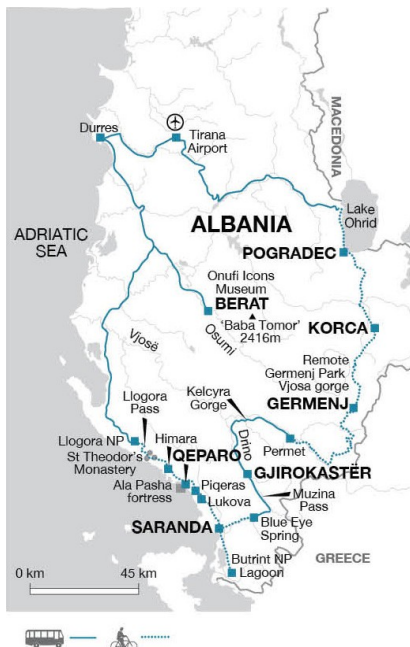 Durres
Tirana
Airport
MACEDONIA
Lake
Ohrid
ADRIATIC
SEA
ALBANIA
POGRADEC
Onufi Icons
Museum
BERAT
'Baba Tomor'
2416m
KORCA
Vjosë
Osumi
Remote
Germenj Park
Vjosa gorge
Llogora
Pass
Kelcyra
Gorge
GERMENJ
Llogora NP
Himara
Drino
Permet
St Theodor's
Monastery
QEPARO
GJIROKASTËR
Ala Pasha
fortress
Piqeras
Lukova
Muzina
Pass
SARANDA
Blue Eye
Spring
GREECE
Butrint NP
Lagoon
0 km
45 km